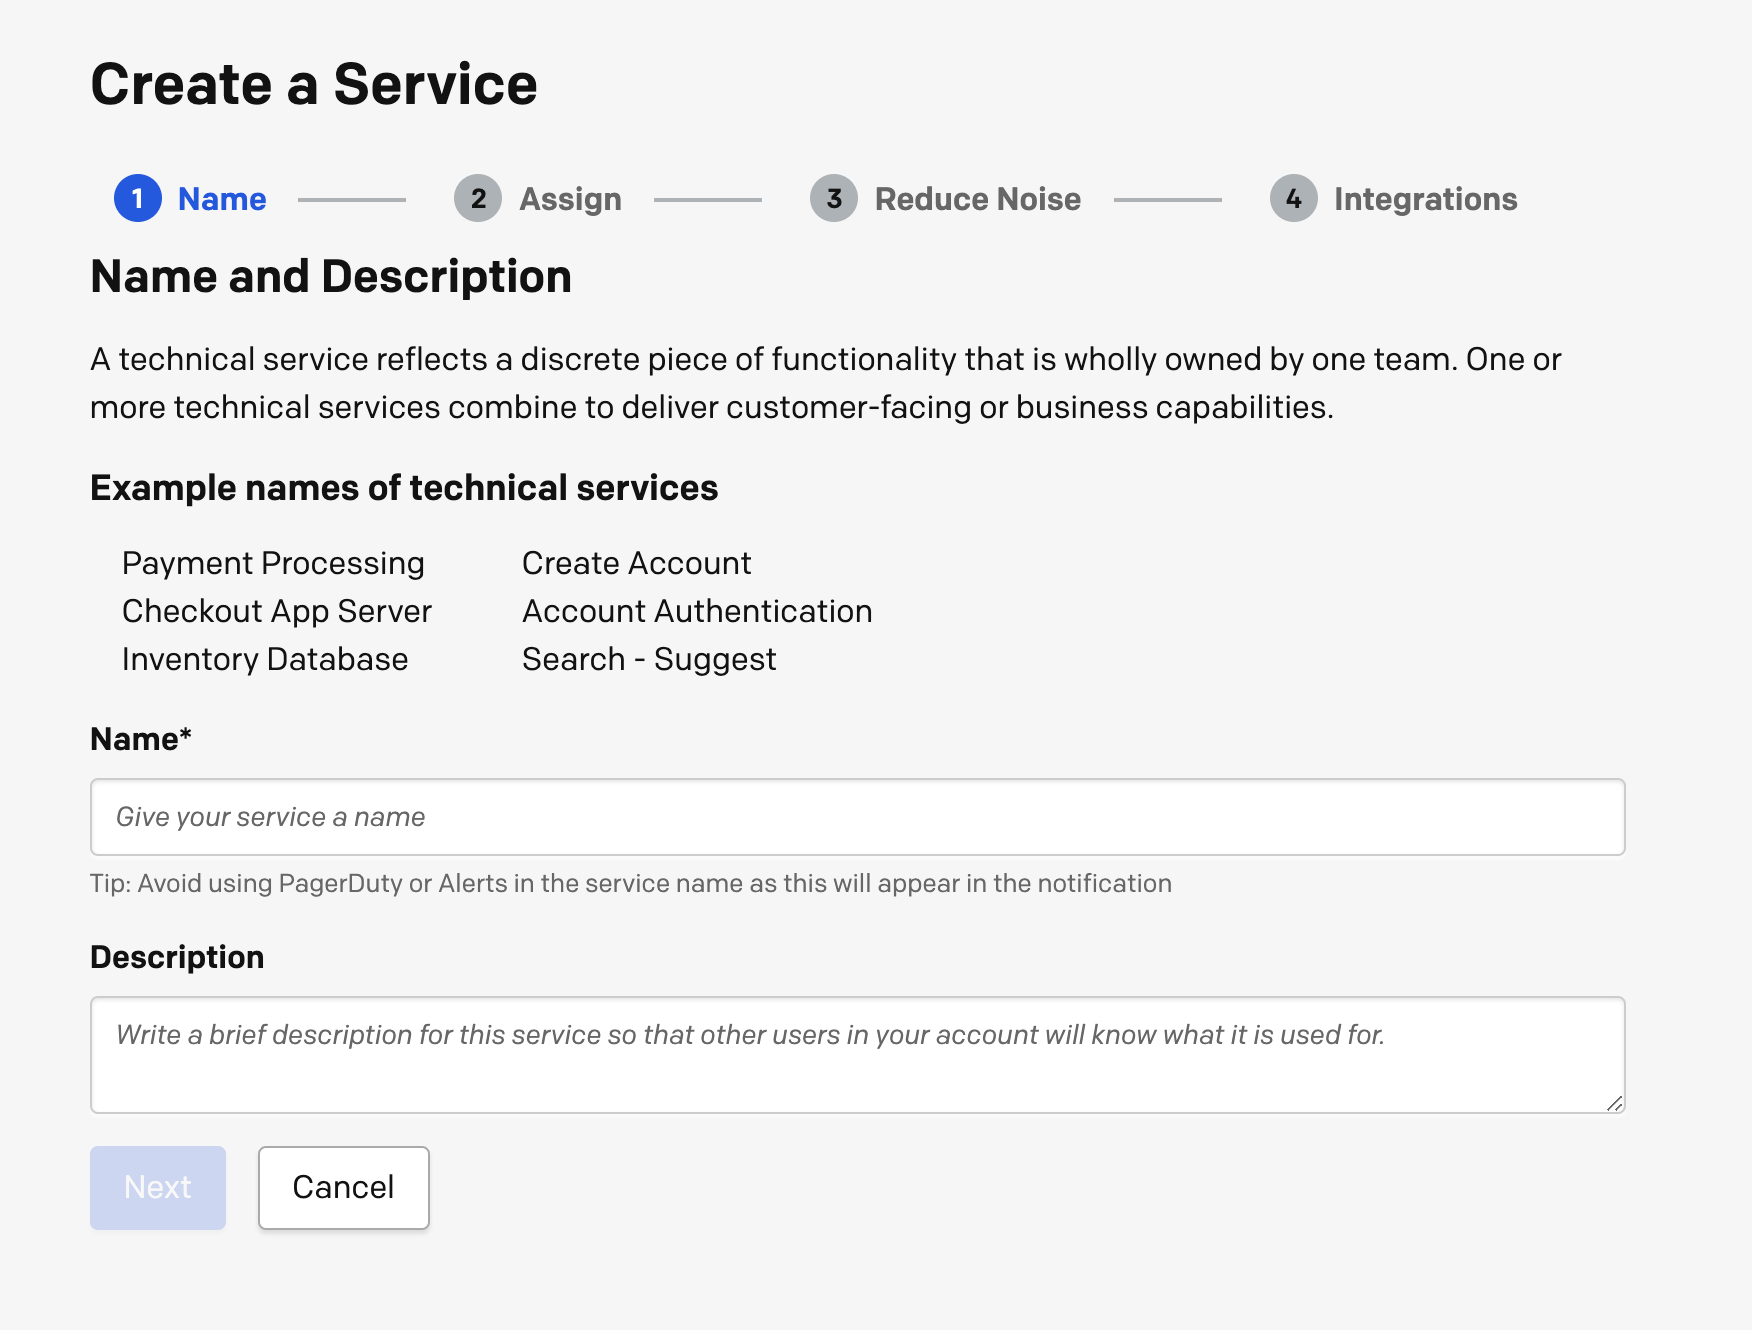 Create a Service
1 Name 2 Assign 3 Reduce Noise 4 Integrations
Name and Description
A technical service reflects a discrete piece of functionality that is wholly owned by one team. One or
more technical services combine to deliver customer-facing or business capabilities.
Example names of technical services
Payment Processing Create Account
Checkout App Server Account Authentication
Inventory Database Search - Suggest
Name*
Give your service a name
Tip: Avoid using PagerDuty or Alerts in the service name as this will appear in the notification
Description
Write a brief description for this service so that other users in your account will know what it is used for.
Next Cancel